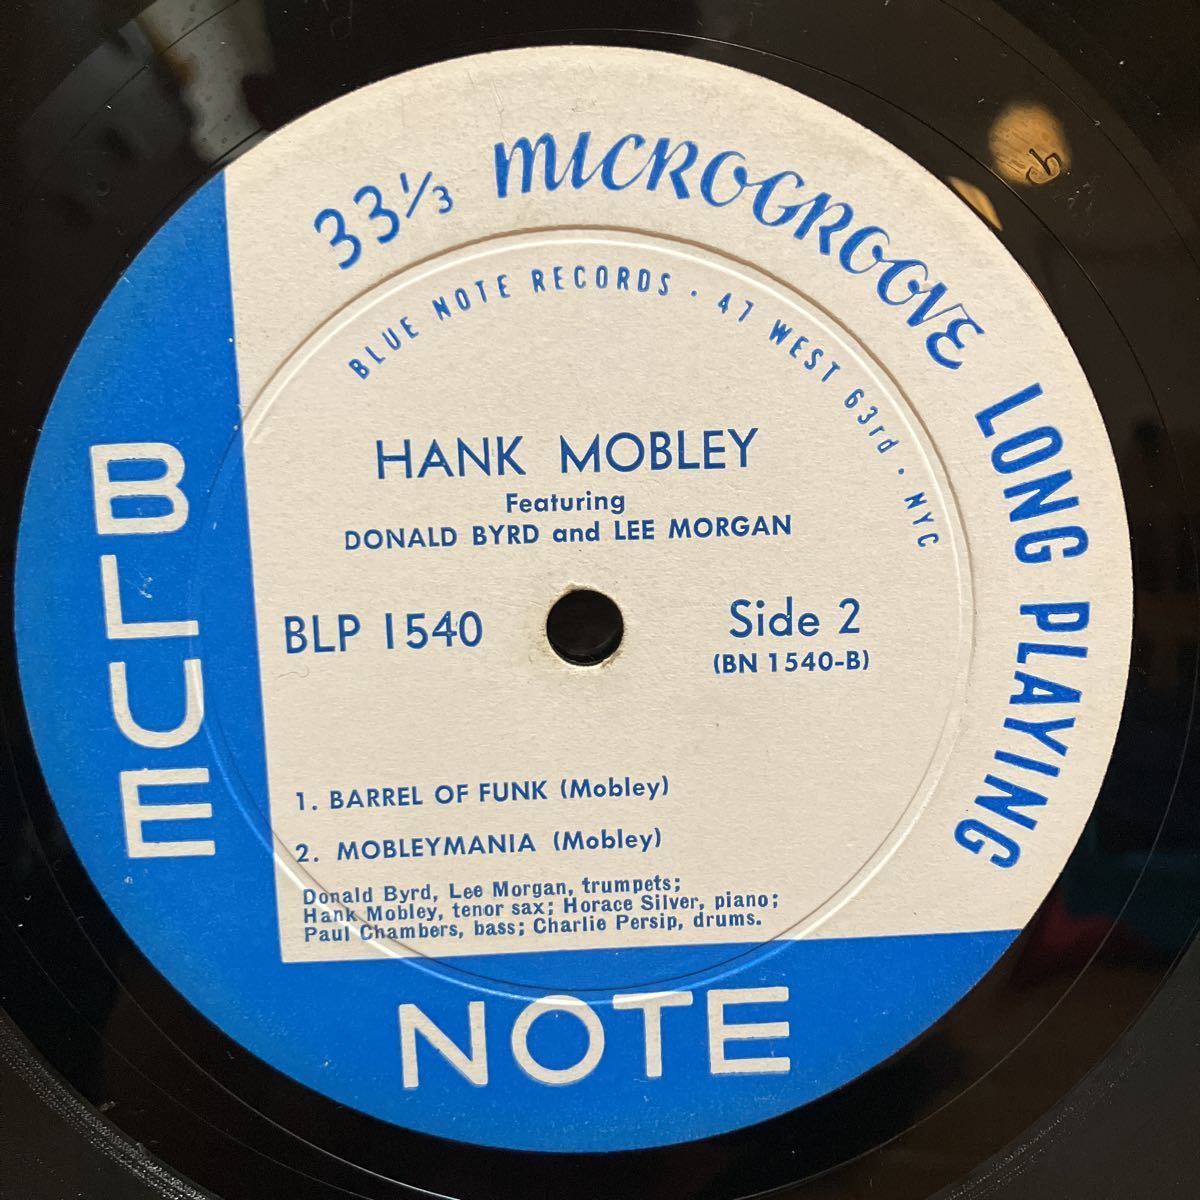 33⅓ MICROGROOVE LONG PLAYING
BLUE NOTE RECORDS · 47 WEST 63rd · NYC
HANK MOBLEY
Featuring
DONALD BYRD and LEE MORGAN
BLP 1540
Side 2
(BN 1540-B)
1. BARREL OF FUNK (Mobley)
2. MOBLEYMANIA (Mobley)
Donald Byrd, Lee Morgan, trumpets;
Hank Mobley, tenor sax; Horace Silver, piano;
Paul Chambers, bass; Charlie Persip, drums.
BLUE
NOTE